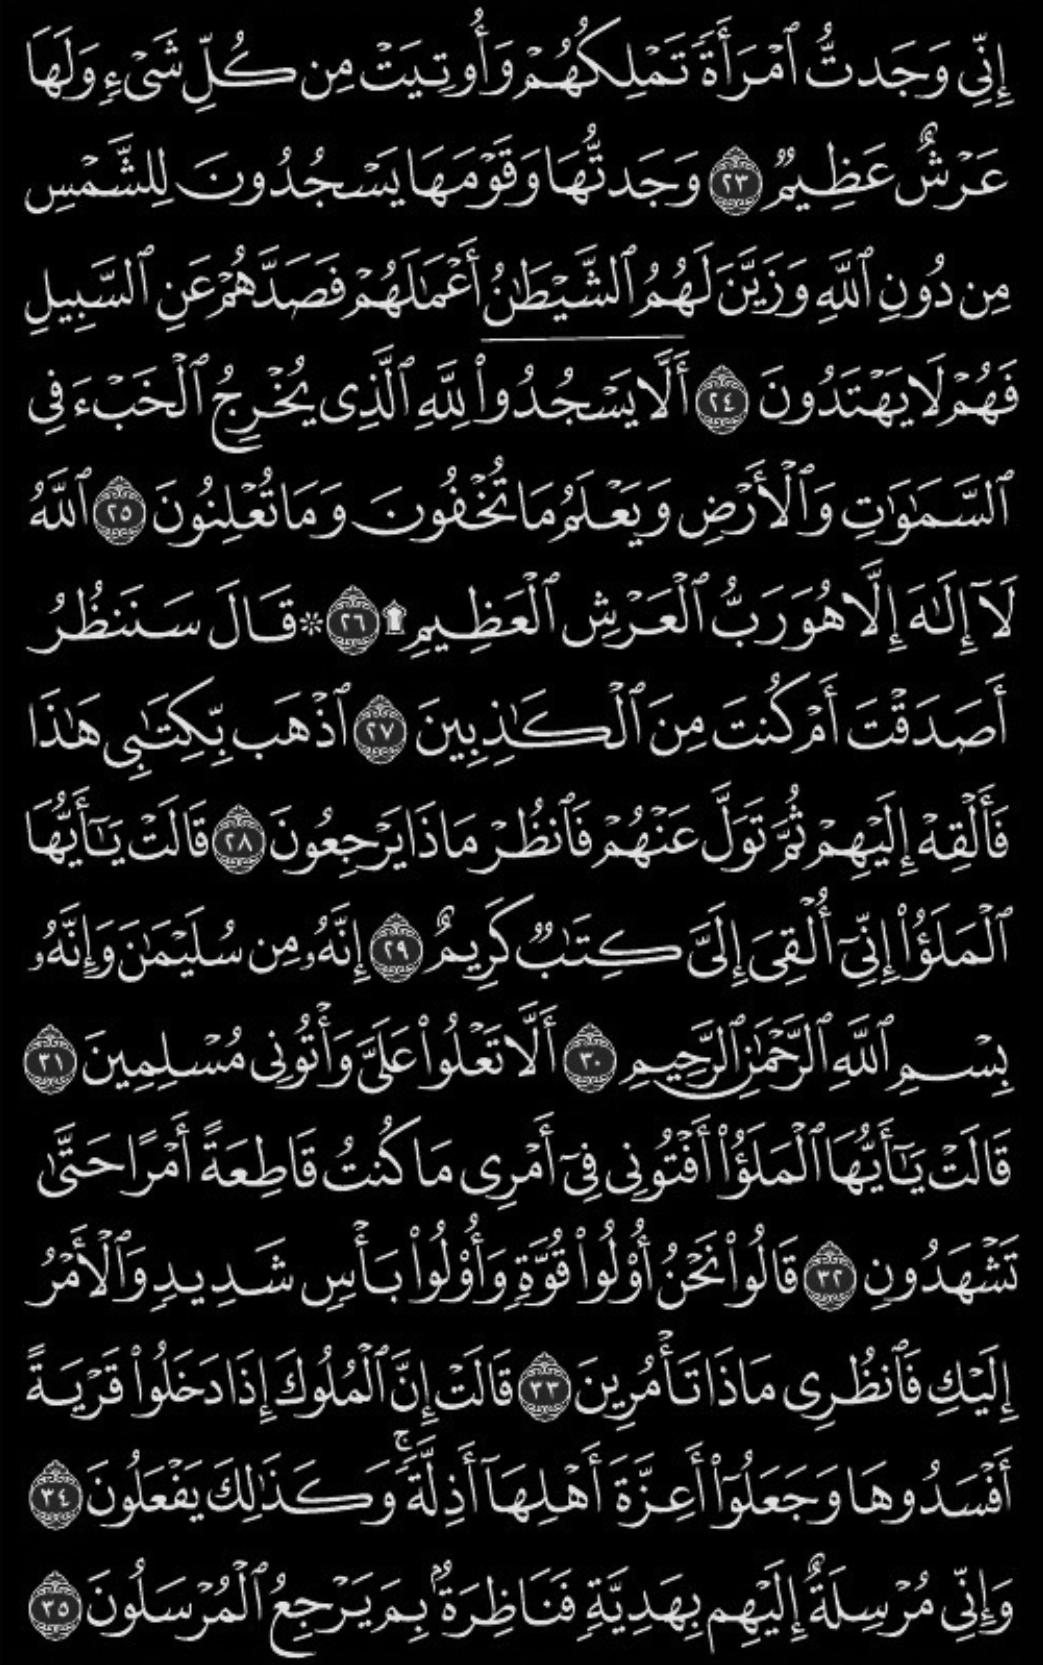 إِنِّي وَجَدتُّ ٱمْرَأَةً تَمْلِكُهُمْ وَأُوتِيَتْ مِن كُلِّ شَىْءٍ وَلَهَا
عَرْشٌ عَظِيمٌ ٢٣ وَجَدتُّهَا وَقَوْمَهَا يَسْجُدُونَ لِلشَّمْسِ
مِن دُونِ ٱللَّهِ وَزَيَّنَ لَهُمُ ٱلشَّيْطَٰنُ أَعْمَٰلَهُمْ فَصَدَّهُمْ عَنِ ٱلسَّبِيلِ
فَهُمْ لَا يَهْتَدُونَ ٢٤ أَلَّا يَسْجُدُوا۟ لِلَّهِ ٱلَّذِى يُخْرِجُ ٱلْخَبْءَ فِى
ٱلسَّمَٰوَٰتِ وَٱلْأَرْضِ وَيَعْلَمُ مَا تُخْفُونَ وَمَا تُعْلِنُونَ ٢٥ ٱللَّهُ
لَآ إِلَٰهَ إِلَّا هُوَ رَبُّ ٱلْعَرْشِ ٱلْعَظِيمِ ۩ ٢٦ * قَالَ سَنَنظُرُ
أَصَدَقْتَ أَمْ كُنتَ مِنَ ٱلْكَٰذِبِينَ ٢٧ ٱذْهَب بِّكِتَٰبِى هَٰذَا
فَأَلْقِهْ إِلَيْهِمْ ثُمَّ تَوَلَّ عَنْهُمْ فَٱنظُرْ مَاذَا يَرْجِعُونَ ٢٨ قَالَتْ يَٰٓأَيُّهَا
ٱلْمَلَؤُا۟ إِنِّىٓ أُلْقِىَ إِلَىَّ كِتَٰبٌ كَرِيمٌ ٢٩ إِنَّهُۥ مِن سُلَيْمَٰنَ وَإِنَّهُۥ
بِسْمِ ٱللَّهِ ٱلرَّحْمَٰنِ ٱلرَّحِيمِ ٣٠ أَلَّا تَعْلُوا۟ عَلَىَّ وَأْتُونِى مُسْلِمِينَ ٣١
قَالَتْ يَٰٓأَيُّهَا ٱلْمَلَؤُا۟ أَفْتُونِى فِىٓ أَمْرِى مَا كُنتُ قَاطِعَةً أَمْرًا حَتَّىٰ
تَشْهَدُونِ ٣٢ قَالُوا۟ نَحْنُ أُو۟لُوا۟ قُوَّةٍ وَأُو۟لُوا۟ بَأْسٍ شَدِيدٍ وَٱلْأَمْرُ
إِلَيْكِ فَٱنظُرِى مَاذَا تَأْمُرِينَ ٣٣ قَالَتْ إِنَّ ٱلْمُلُوكَ إِذَا دَخَلُوا۟ قَرْيَةً
أَفْسَدُوهَا وَجَعَلُوٓا۟ أَعِزَّةَ أَهْلِهَآ أَذِلَّةً ۖ وَكَذَٰلِكَ يَفْعَلُونَ ٣٤
وَإِنِّى مُرْسِلَةٌ إِلَيْهِم بِهَدِيَّةٍ فَنَاظِرَةٌۢ بِمَ يَرْجِعُ ٱلْمُرْسَلُونَ ٣٥